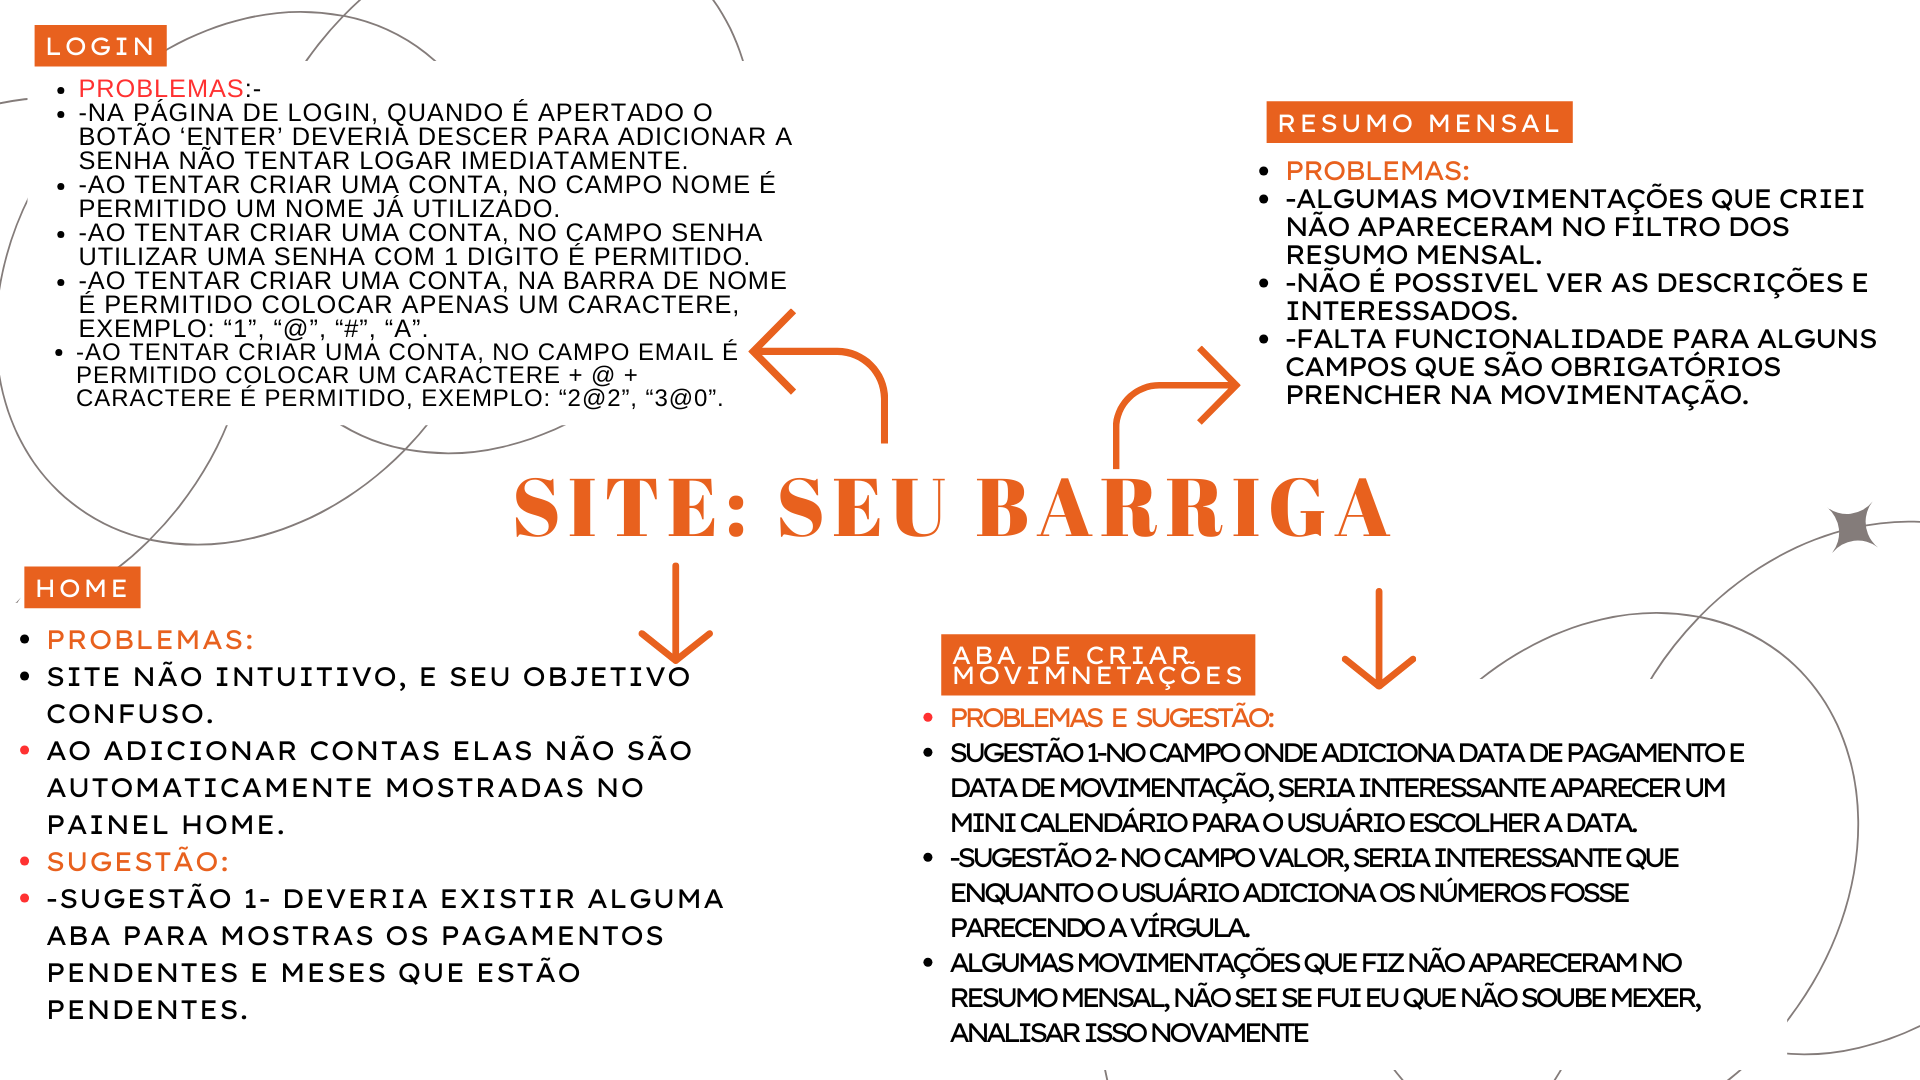 LOGIN
PROBLEMAS:-
-NA PÁGINA DE LOGIN, QUANDO É APERTADO O
BOTÃO ‘ENTER’ DEVERIA DESCER PARA ADICIONAR A
SENHA NÃO TENTAR LOGAR IMEDIATAMENTE.
-AO TENTAR CRIAR UMA CONTA, NO CAMPO NOME É
PERMITIDO UM NOME JÁ UTILIZADO.
-AO TENTAR CRIAR UMA CONTA, NO CAMPO SENHA
UTILIZAR UMA SENHA COM 1 DIGITO É PERMITIDO.
-AO TENTAR CRIAR UMA CONTA, NA BARRA DE NOME
É PERMITIDO COLOCAR APENAS UM CARACTERE,
EXEMPLO: “1”, “@”, “#”, “A”.
-AO TENTAR CRIAR UMA CONTA, NO CAMPO EMAIL É
PERMITIDO COLOCAR UM CARACTERE + @ +
CARACTERE É PERMITIDO, EXEMPLO: “2@2”, “3@0”.
RESUMO MENSAL
PROBLEMAS:
-ALGUMAS MOVIMENTAÇÕES QUE CRIEI
NÃO APARECERAM NO FILTRO DOS
RESUMO MENSAL.
-NÃO É POSSIVEL VER AS DESCRIÇÕES E
INTERESSADOS.
-FALTA FUNCIONALIDADE PARA ALGUNS
CAMPOS QUE SÃO OBRIGATÓRIOS
PRENCHER NA MOVIMENTAÇÃO.
SITE: SEU BARRIGA
HOME
PROBLEMAS:
SITE NÃO INTUITIVO, E SEU OBJETIVO
CONFUSO.
AO ADICIONAR CONTAS ELAS NÃO SÃO
AUTOMATICAMENTE MOSTRADAS NO
PAINEL HOME.
SUGESTÃO:
-SUGESTÃO 1- DEVERIA EXISTIR ALGUMA
ABA PARA MOSTRAS OS PAGAMENTOS
PENDENTES E MESES QUE ESTÃO
PENDENTES.
ABA DE CRIAR
MOVIMNETAÇÕES
PROBLEMAS E SUGESTÃO:
SUGESTÃO 1-NO CAMPO ONDE ADICIONA DATA DE PAGAMENTO E
DATA DE MOVIMENTAÇÃO, SERIA INTERESSANTE APARECER UM
MINI CALENDÁRIO PARA O USUÁRIO ESCOLHER A DATA.
-SUGESTÃO 2- NO CAMPO VALOR, SERIA INTERESSANTE QUE
ENQUANTO O USUÁRIO ADICIONA OS NÚMEROS FOSSE
PARECENDO A VÍRGULA.
ALGUMAS MOVIMENTAÇÕES QUE FIZ NÃO APARECERAM NO
RESUMO MENSAL, NÃO SEI SE FUI EU QUE NÃO SOUBE MEXER,
ANALISAR ISSO NOVAMENTE